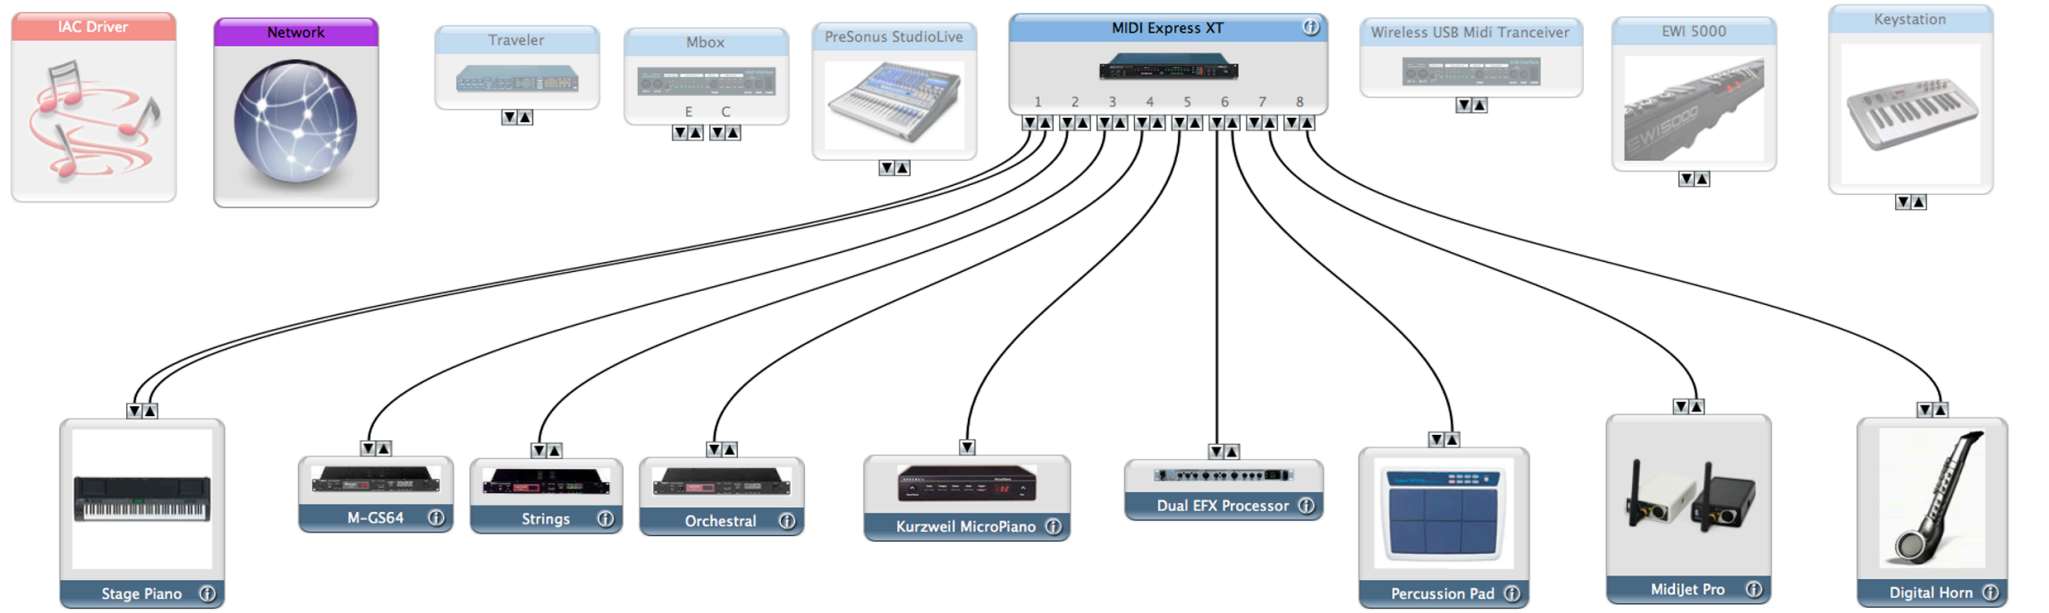 IAC Driver
Network
Traveler
Mbox
E C
PreSonus StudioLive
MIDI Express XT
1 2 3 4 5 6 7 8
Wireless USB Midi Tranceiver
EWI 5000
EWI5000
Keystation
Stage Piano
M-GS64
Strings
Orchestral
Kurzweil MicroPiano
Dual EFX Processor
Percussion Pad
MidiJet Pro
Digital Horn